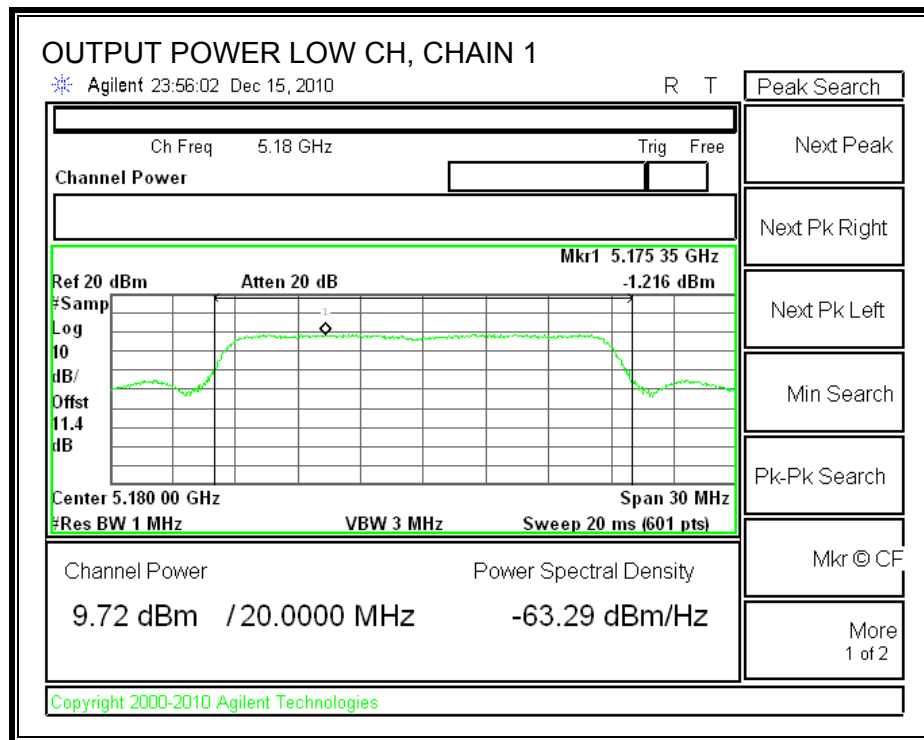 OUTPUT POWER LOW CH, CHAIN 1
Agilent 23:56:02 Dec 15, 2010 R T
Peak Search
Ch Freq 5.18 GHz Trig Free
Channel Power
Next Peak
Next Pk Right
Mkr1 5.175 35 GHz
Ref 20 dBm Atten 20 dB -1.216 dBm
#Samp
Log
10
dB/
Offst
11.4
dB
1
Next Pk Left
Min Search
Pk-Pk Search
Center 5.180 00 GHz Span 30 MHz
#Res BW 1 MHz VBW 3 MHz Sweep 20 ms (601 pts)
Channel Power Power Spectral Density
Mkr © CF
9.72 dBm / 20.0000 MHz -63.29 dBm/Hz
More
1 of 2
Copyright 2000-2010 Agilent Technologies